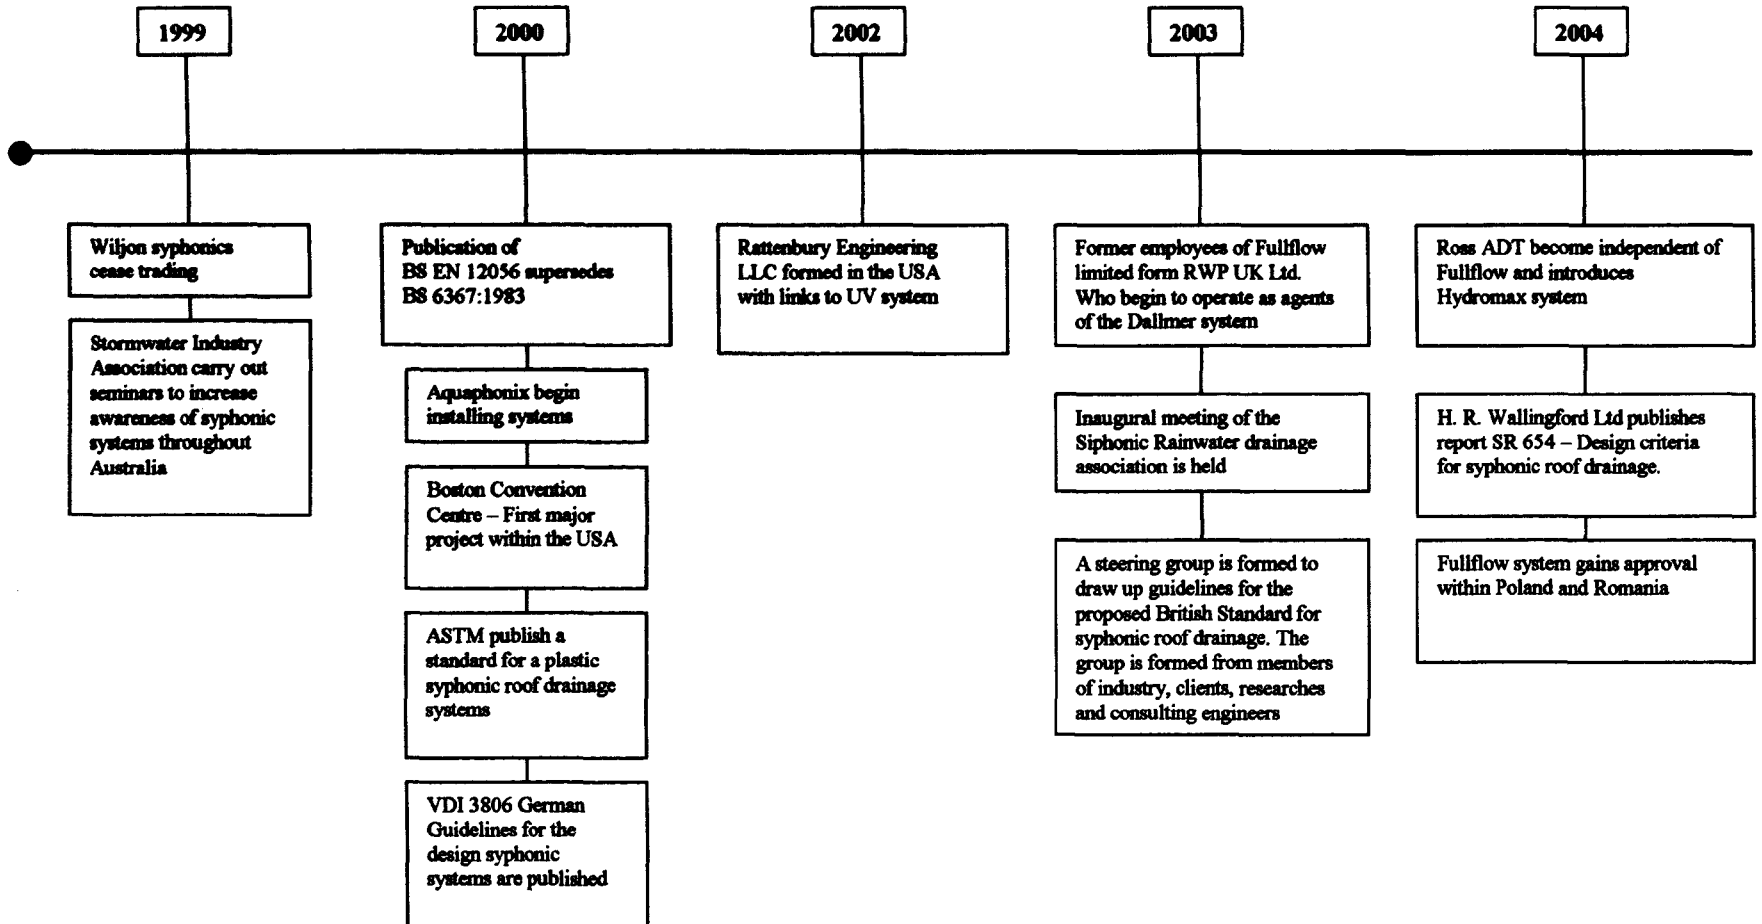 1999
Wiljon syphonics
cease trading
Stormwater Industry
Association carry out
seminars to increase
awareness of syphonic
systems throughout
Australia
2000
Publication of
BS EN 12056 supersedes
BS 6367:1983
Aquaphonix begin
installing systems
Boston Convention
Centre – First major
project within the USA
ASTM publish a
standard for a plastic
syphonic roof drainage
systems
VDI 3806 German
Guidelines for the
design syphonic
systems are published
2002
Rattenbury Engineering
LLC formed in the USA
with links to UV system
2003
Former employees of Fullflow
limited form RWP UK Ltd.
Who begin to operate as agents
of the Dallmer system
Inaugural meeting of the
Siphonic Rainwater drainage
association is held
A steering group is formed to
draw up guidelines for the
proposed British Standard for
syphonic roof drainage. The
group is formed from members
of industry, clients, researches
and consulting engineers
2004
Ross ADT become independent of
Fullflow and introduces
Hydromax system
H. R. Wallingford Ltd publishes
report SR 654 – Design criteria
for syphonic roof drainage.
Fullflow system gains approval
within Poland and Romania